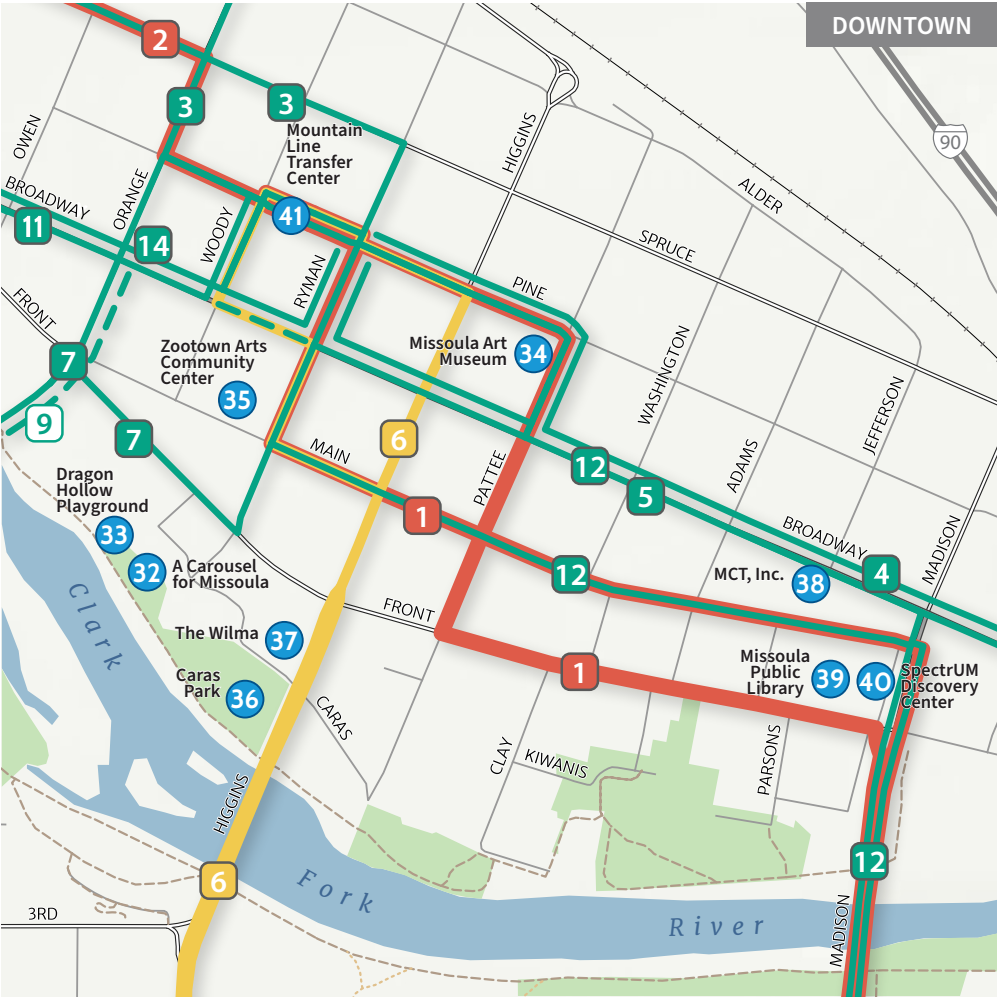 DOWNTOWN
2
3
3
Mountain
Line
Transfer
Center
OWEN
HIGGINS
90
BROADWAY
ORANGE
ALDER
11
14
WOODY
41
SPRUCE
RYMAN
PINE
FRONT
Zootown Arts
Community
Center
35
Missoula Art
Museum
34
WASHINGTON
7
9
7
6
JEFFERSON
MAIN
Dragon
Hollow
Playground
33
PATTEE
12
5
ADAMS
1
BROADWAY
MADISON
32
A Carousel
for Missoula
12
MCT, Inc.
38
4
Clark
The Wilma
37
FRONT
Caras
Park
36
1
Missoula
Public
Library
39
40
SpectrUM
Discovery
Center
CARAS
CLAY
KIWANIS
PARSONS
HIGGINS
6
Fork
12
3RD
River
MADISON